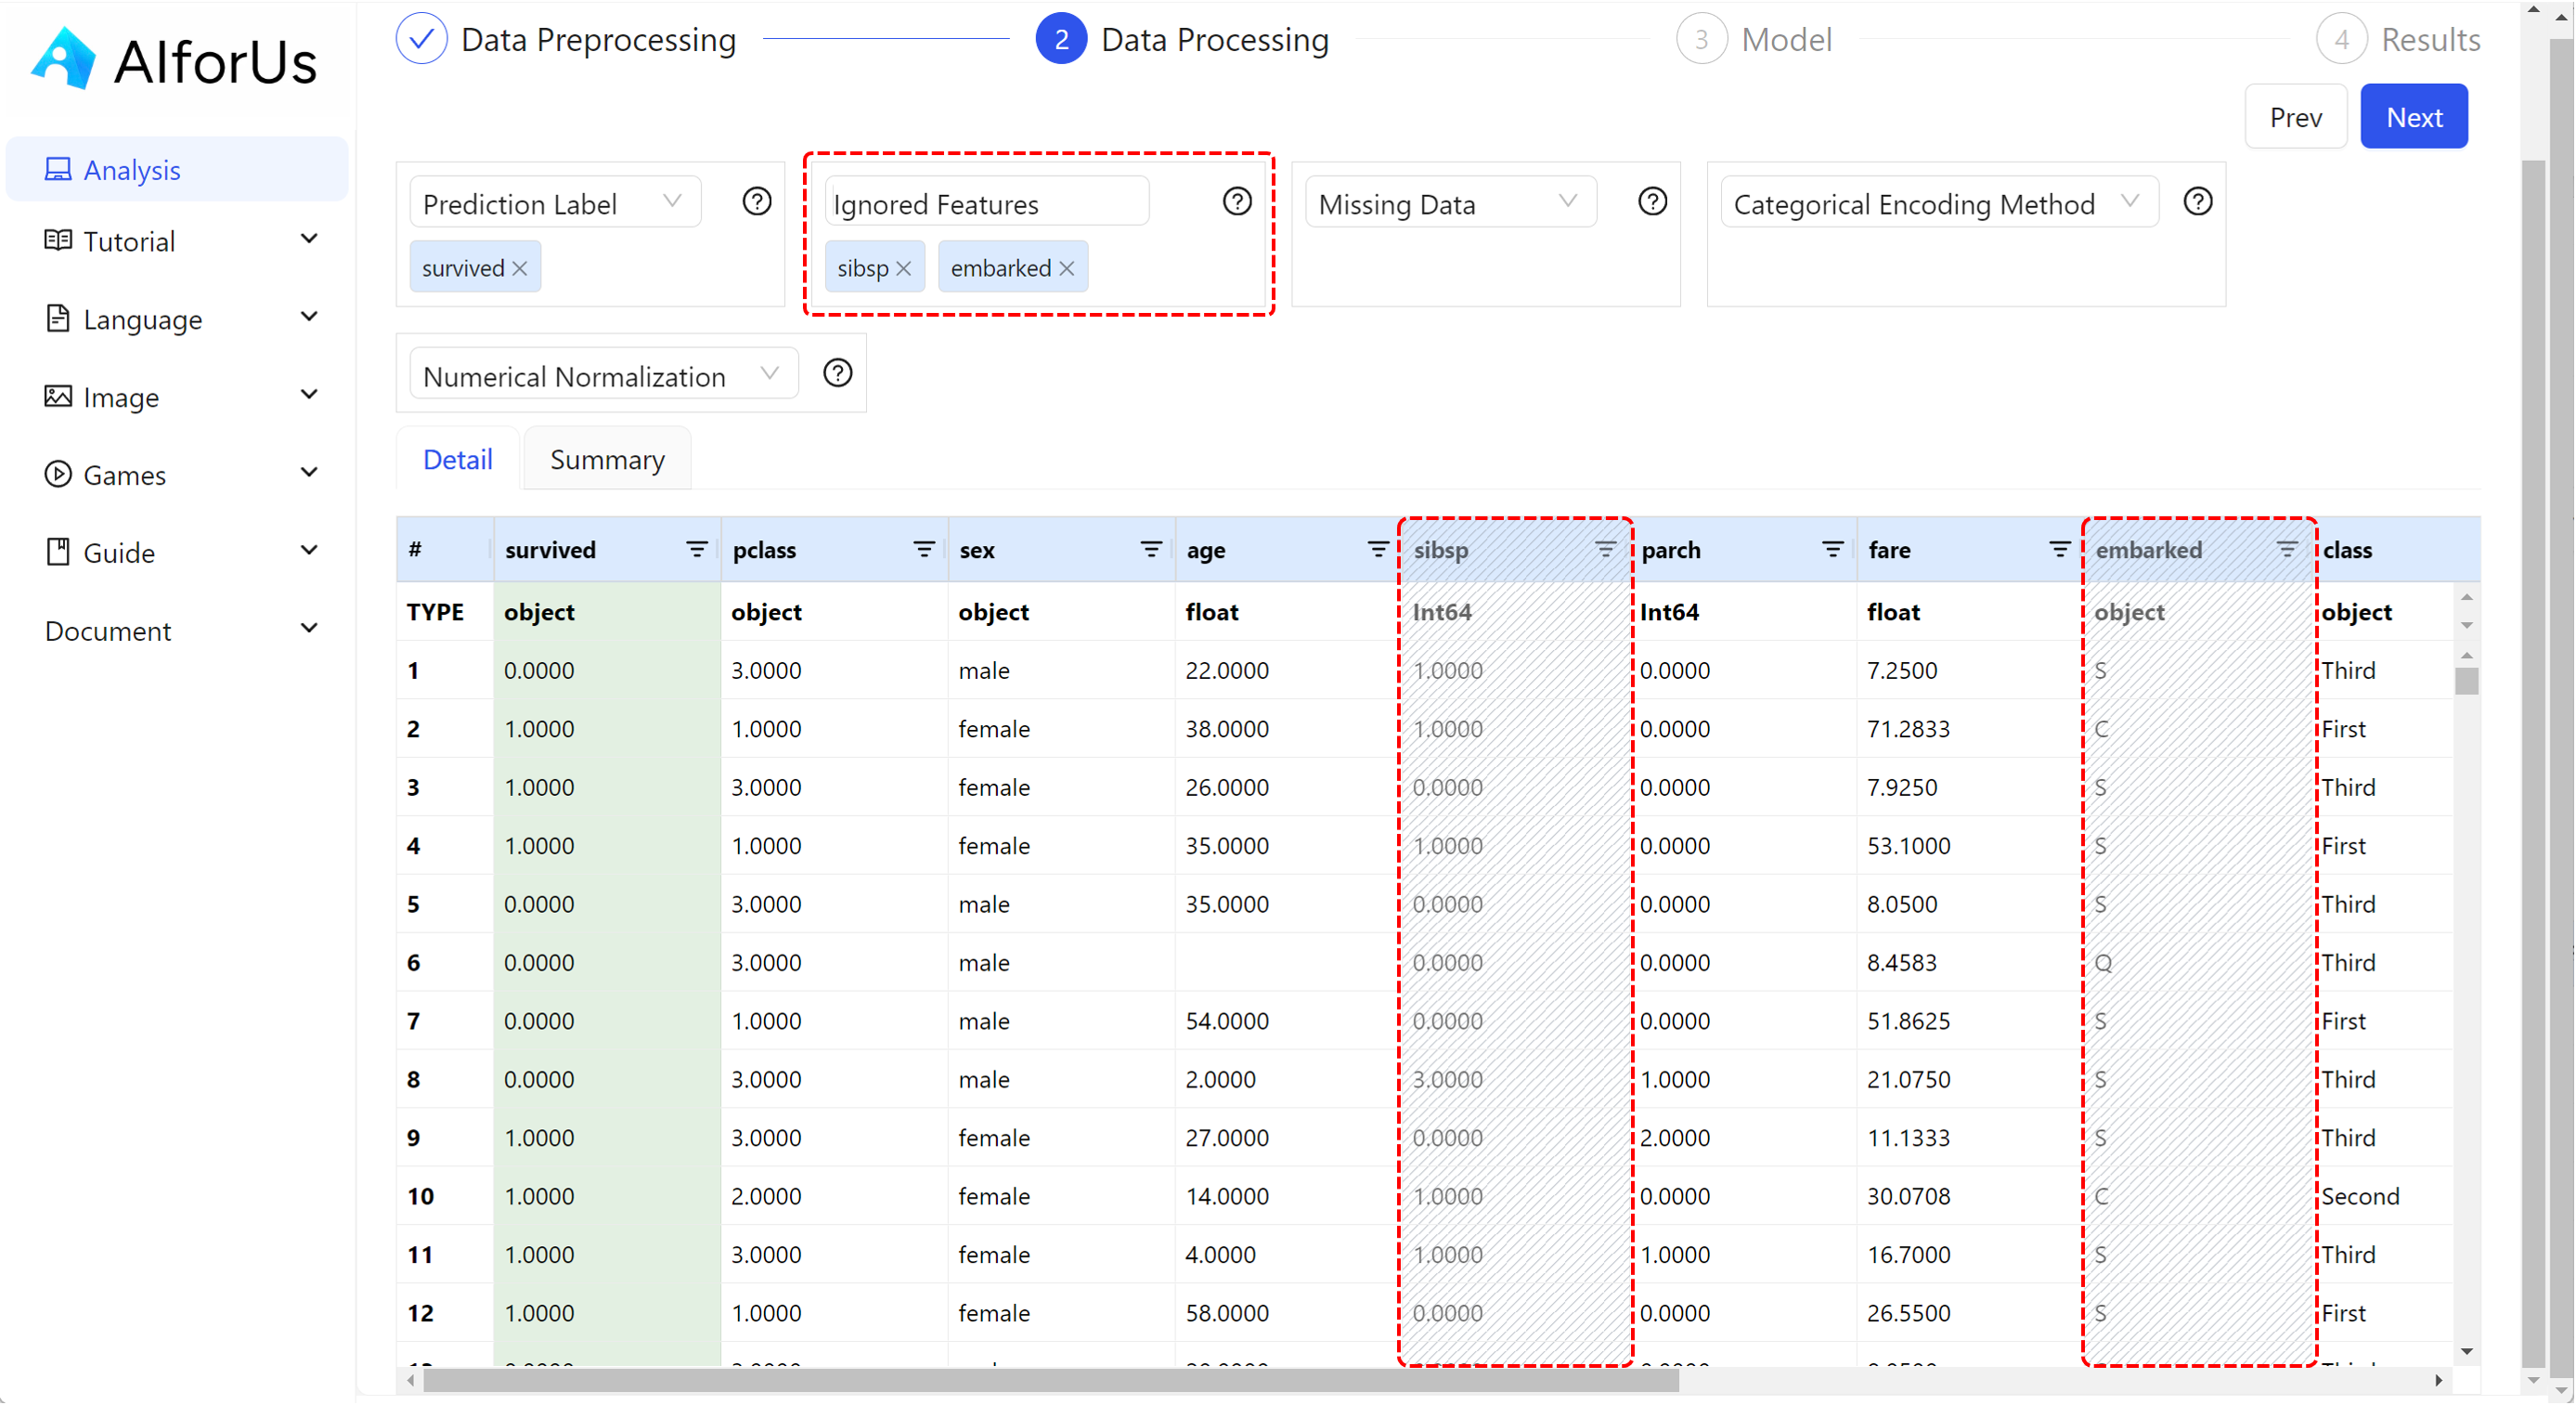 AIforUs
Data Preprocessing 2 Data Processing 3 Model 4 Results
Prev Next
Analysis
Tutorial
Language
Image
Games
Guide
Document
Prediction Label ? Ignored Features ? Missing Data ? Categorical Encoding Method ?
survived sibsp embarked
Numerical Normalization ?
Detail Summary
# survived pclass sex age sibsp parch fare embarked class
TYPE object object object float Int64 Int64 float object object
1 0.0000 3.0000 male 22.0000 1.0000 0.0000 7.2500 S Third
2 1.0000 1.0000 female 38.0000 1.0000 0.0000 71.2833 C First
3 1.0000 3.0000 female 26.0000 0.0000 0.0000 7.9250 S Third
4 1.0000 1.0000 female 35.0000 1.0000 0.0000 53.1000 S First
5 0.0000 3.0000 male 35.0000 0.0000 0.0000 8.0500 S Third
6 0.0000 3.0000 male 0.0000 0.0000 8.4583 Q Third
7 0.0000 1.0000 male 54.0000 0.0000 0.0000 51.8625 S First
8 0.0000 3.0000 male 2.0000 3.0000 1.0000 21.0750 S Third
9 1.0000 3.0000 female 27.0000 0.0000 2.0000 11.1333 S Third
10 1.0000 2.0000 female 14.0000 1.0000 0.0000 30.0708 C Second
11 1.0000 3.0000 female 4.0000 1.0000 1.0000 16.7000 S Third
12 1.0000 1.0000 female 58.0000 0.0000 0.0000 26.5500 S First